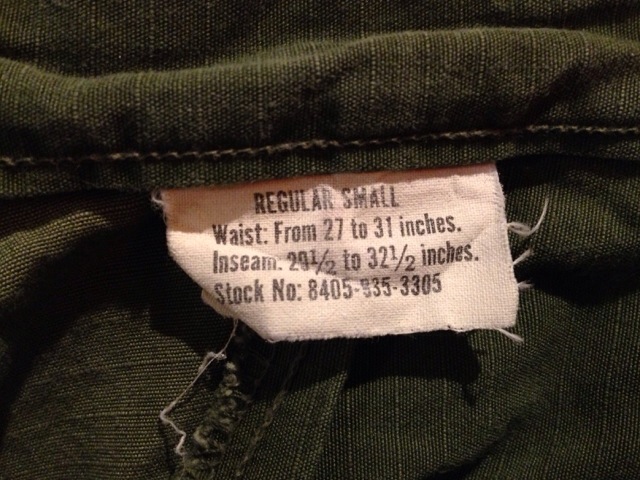 REGULAR SMALL
Waist: From 27 to 31 inches.
Inseam: 29½ to 32½ inches.
Stock No: 8405-935-3305